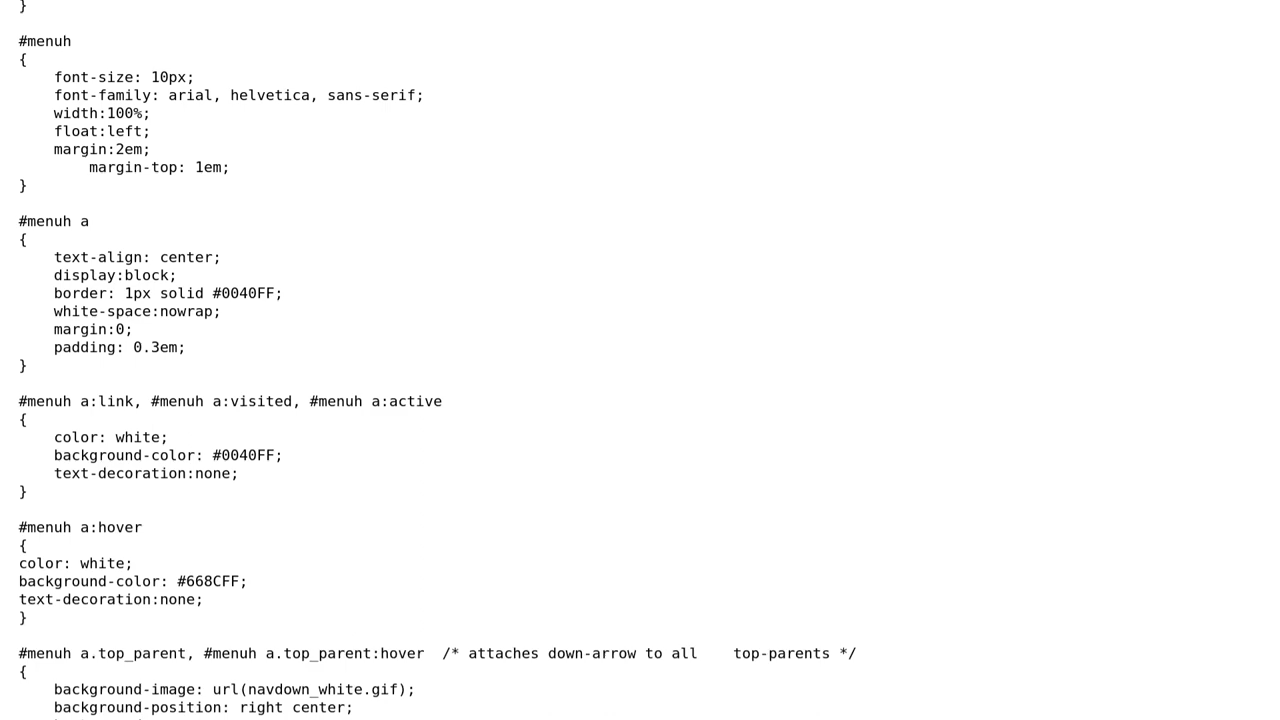 }

#menuh
{
    font-size: 10px;
    font-family: arial, helvetica, sans-serif;
    width:100%;
    float:left;
    margin:2em;
        margin-top: 1em;
}

#menuh a
{
    text-align: center;
    display:block;
    border: 1px solid #0040FF;
    white-space:nowrap;
    margin:0;
    padding: 0.3em;
}

#menuh a:link, #menuh a:visited, #menuh a:active
{
    color: white;
    background-color: #0040FF;
    text-decoration:none;
}

#menuh a:hover
{
color: white;
background-color: #668CFF;
text-decoration:none;
}

#menuh a.top_parent, #menuh a.top_parent:hover  /* attaches down-arrow to all    top-parents */
{
    background-image: url(navdown_white.gif);
    background-position: right center;